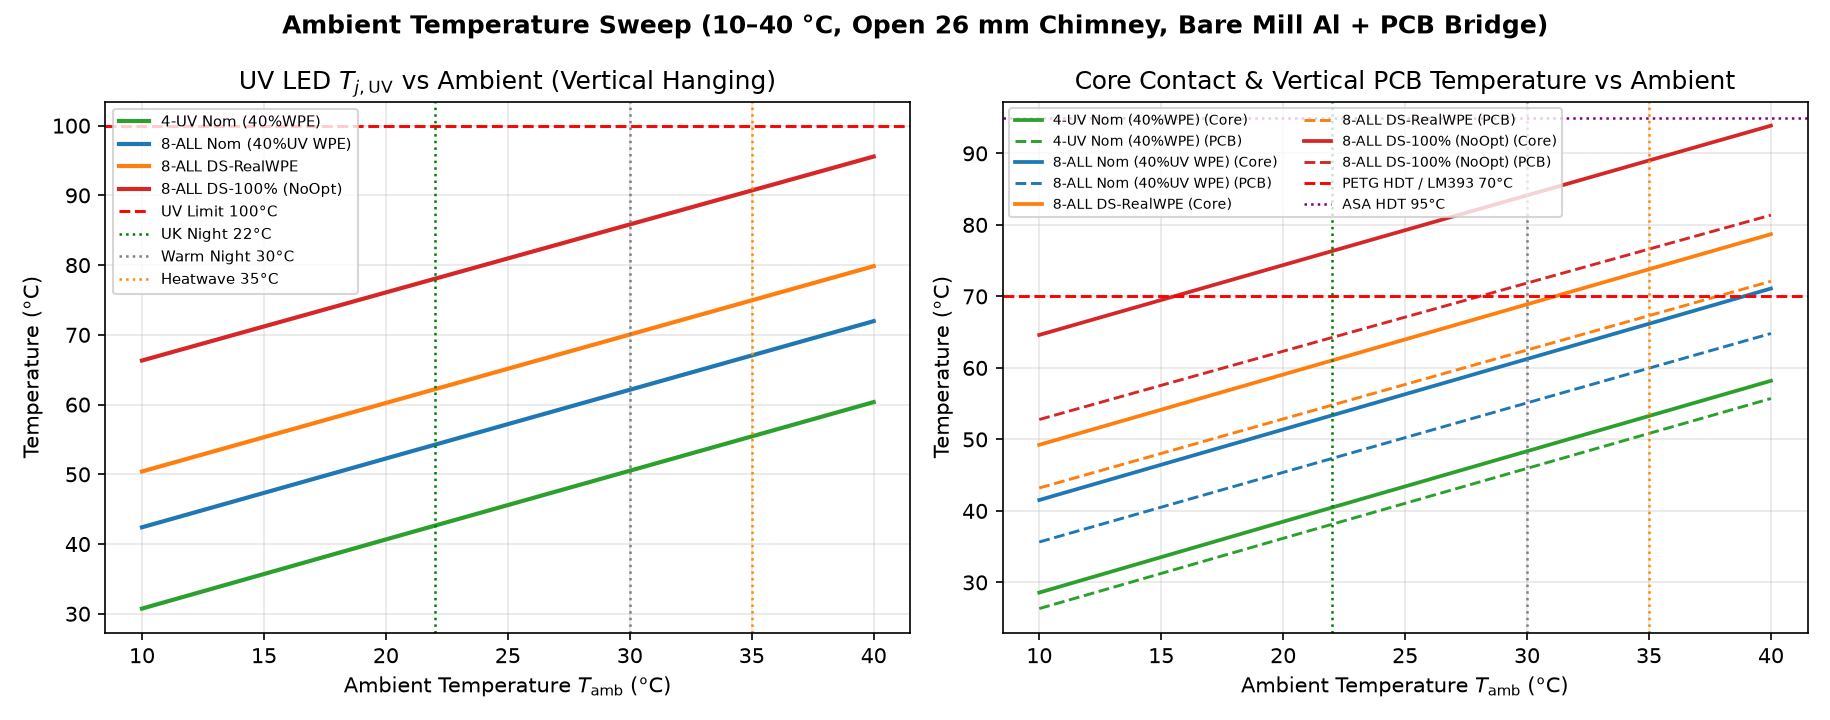 Ambient Temperature Sweep (10–40 °C, Open 26 mm Chimney, Bare Mill Al + PCB Bridge)
UV LED Tj, UV vs Ambient (Vertical Hanging)
4-UV Nom (40%WPE)
8-ALL Nom (40%UV WPE)
8-ALL DS-RealWPE
8-ALL DS-100% (NoOpt)
UV Limit 100°C
UK Night 22°C
Warm Night 30°C
Heatwave 35°C
Temperature (°C)
100
90
80
70
60
50
40
30
10 15 20 25 30 35 40
Ambient Temperature Tamb (°C)
Core Contact & Vertical PCB Temperature vs Ambient
4-UV Nom (40%WPE) (Core)
4-UV Nom (40%WPE) (PCB)
8-ALL Nom (40%UV WPE) (Core)
8-ALL Nom (40%UV WPE) (PCB)
8-ALL DS-RealWPE (Core)
8-ALL DS-RealWPE (PCB)
8-ALL DS-100% (NoOpt) (Core)
8-ALL DS-100% (NoOpt) (PCB)
PETG HDT / LM393 70°C
ASA HDT 95°C
Temperature (°C)
90
80
70
60
50
40
30
10 15 20 25 30 35 40
Ambient Temperature Tamb (°C)